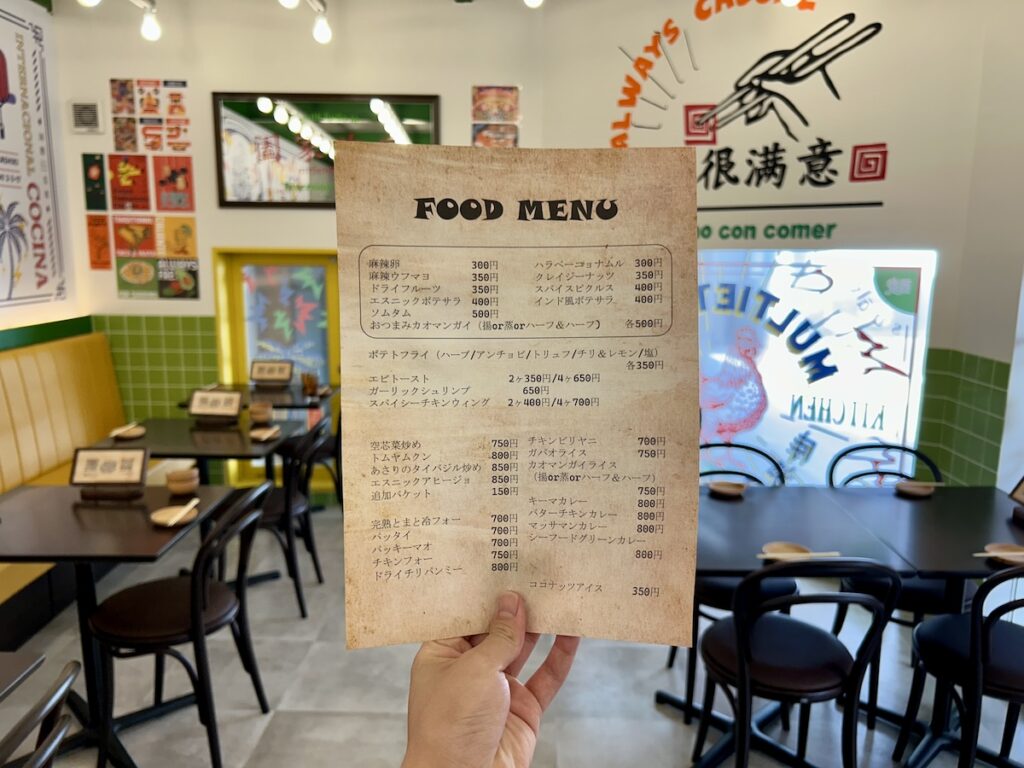 INTERNACIONAL COCINA
ALWAYS
很满意
con comer
MULTIET
KITCHEN
FOOD MENU
麻辣卵 300円
麻辣ウフマヨ 350円
ドライフルーツ 350円
エスニックポテサラ 400円
ソムタム 500円
おつまみカオマンガイ（揚or蒸orハーフ＆ハーフ） 各500円
ハラペーニョナムル 300円
クレイジーナッツ 350円
スパイスピクルス 400円
インド風ポテサラ 400円
ポテトフライ（ハーブ/アンチョビ/トリュフ/チリ＆レモン/塩）
各350円
エビトースト 2ヶ350円/4ヶ650円
ガーリックシュリンプ 650円
スパイシーチキンウィング 2ヶ400円/4ヶ700円
空芯菜炒め 750円
トムヤムクン 800円
あさりのタイバジル炒め 850円
エスニックアヒージョ 850円
追加バケット 150円
完熟とまと冷フォー 700円
パッタイ 700円
パッキーマオ 700円
チキンフォー 750円
ドライチリパンミー 800円
チキンビリヤニ 700円
ガパオライス 750円
カオマンガイライス
（揚or蒸orハーフ＆ハーフ）
750円
キーマカレー 800円
バターチキンカレー 800円
マッサマンカレー 800円
シーフードグリーンカレー
800円
ココナッツアイス 350円